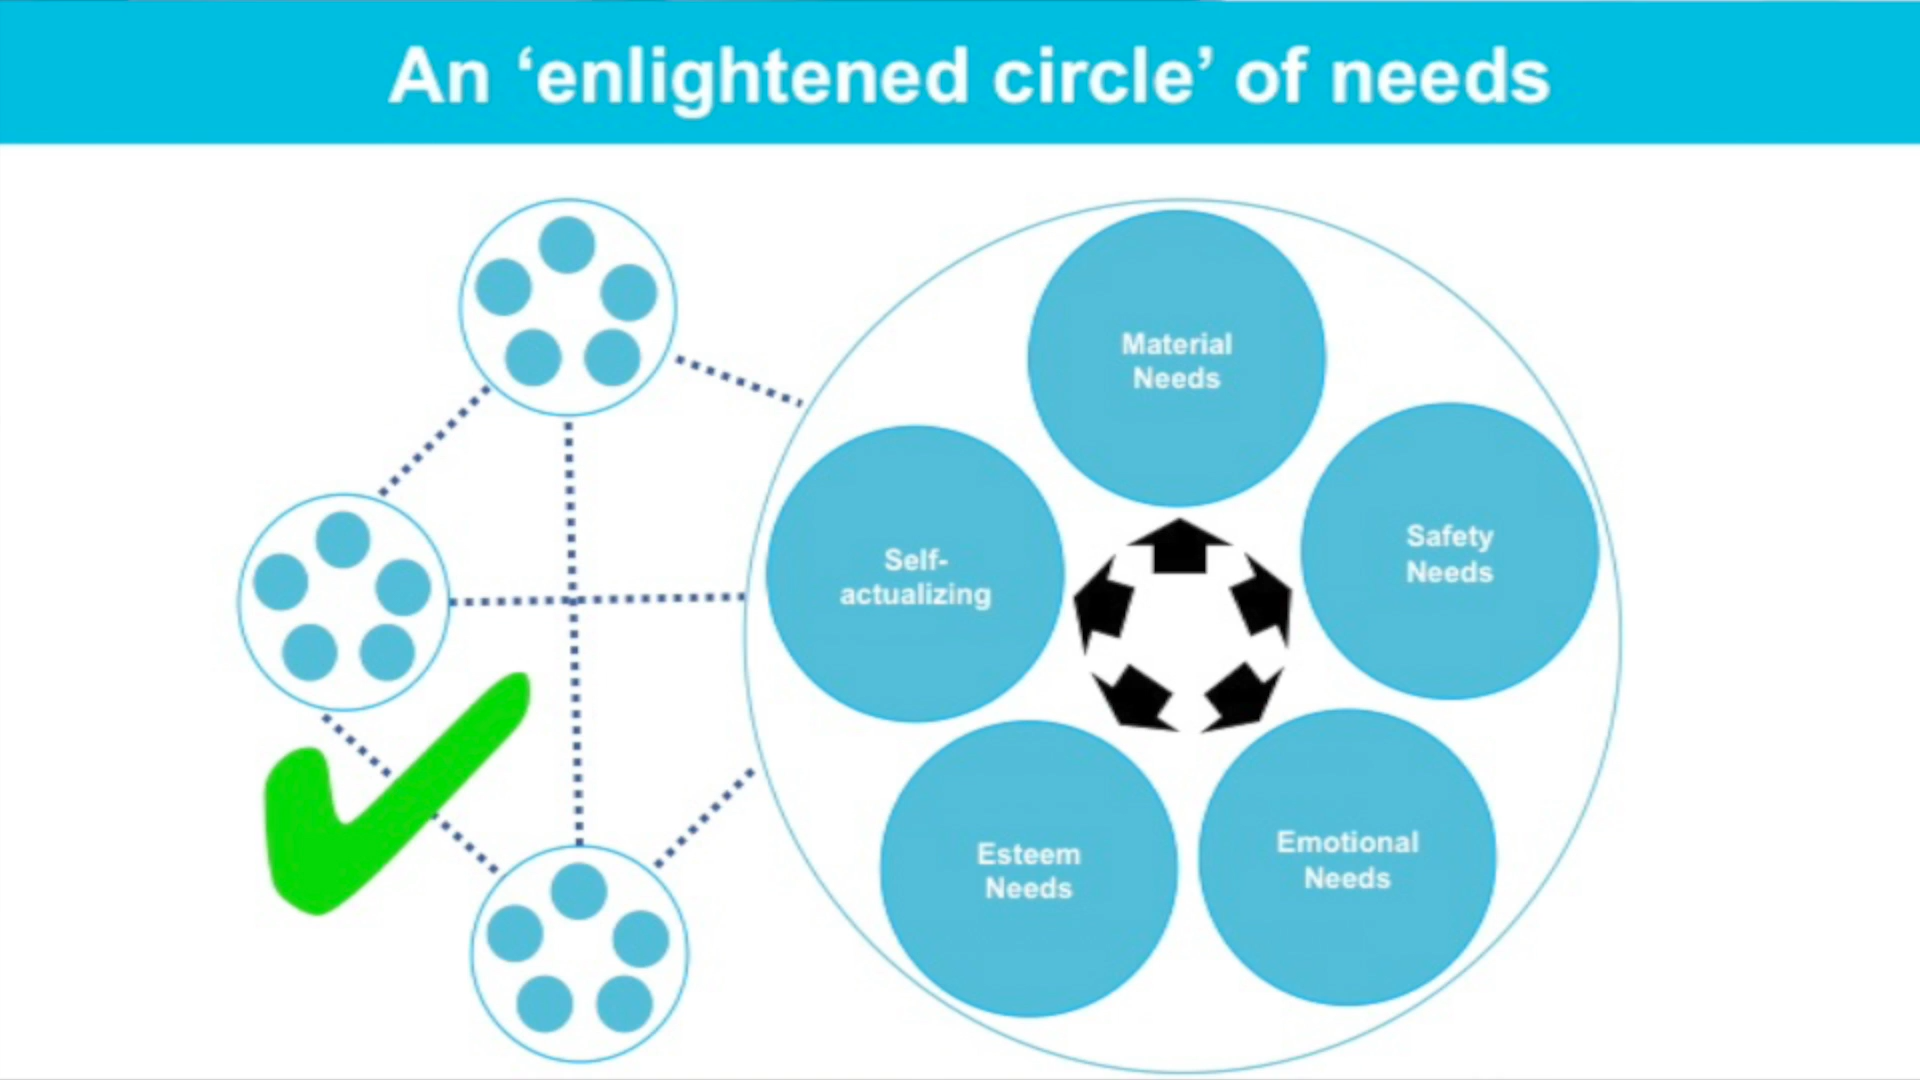 An ‘enlightened circle’ of needs
Material
Needs
Safety
Needs
Self-
actualizing
Emotional
Needs
Esteem
Needs